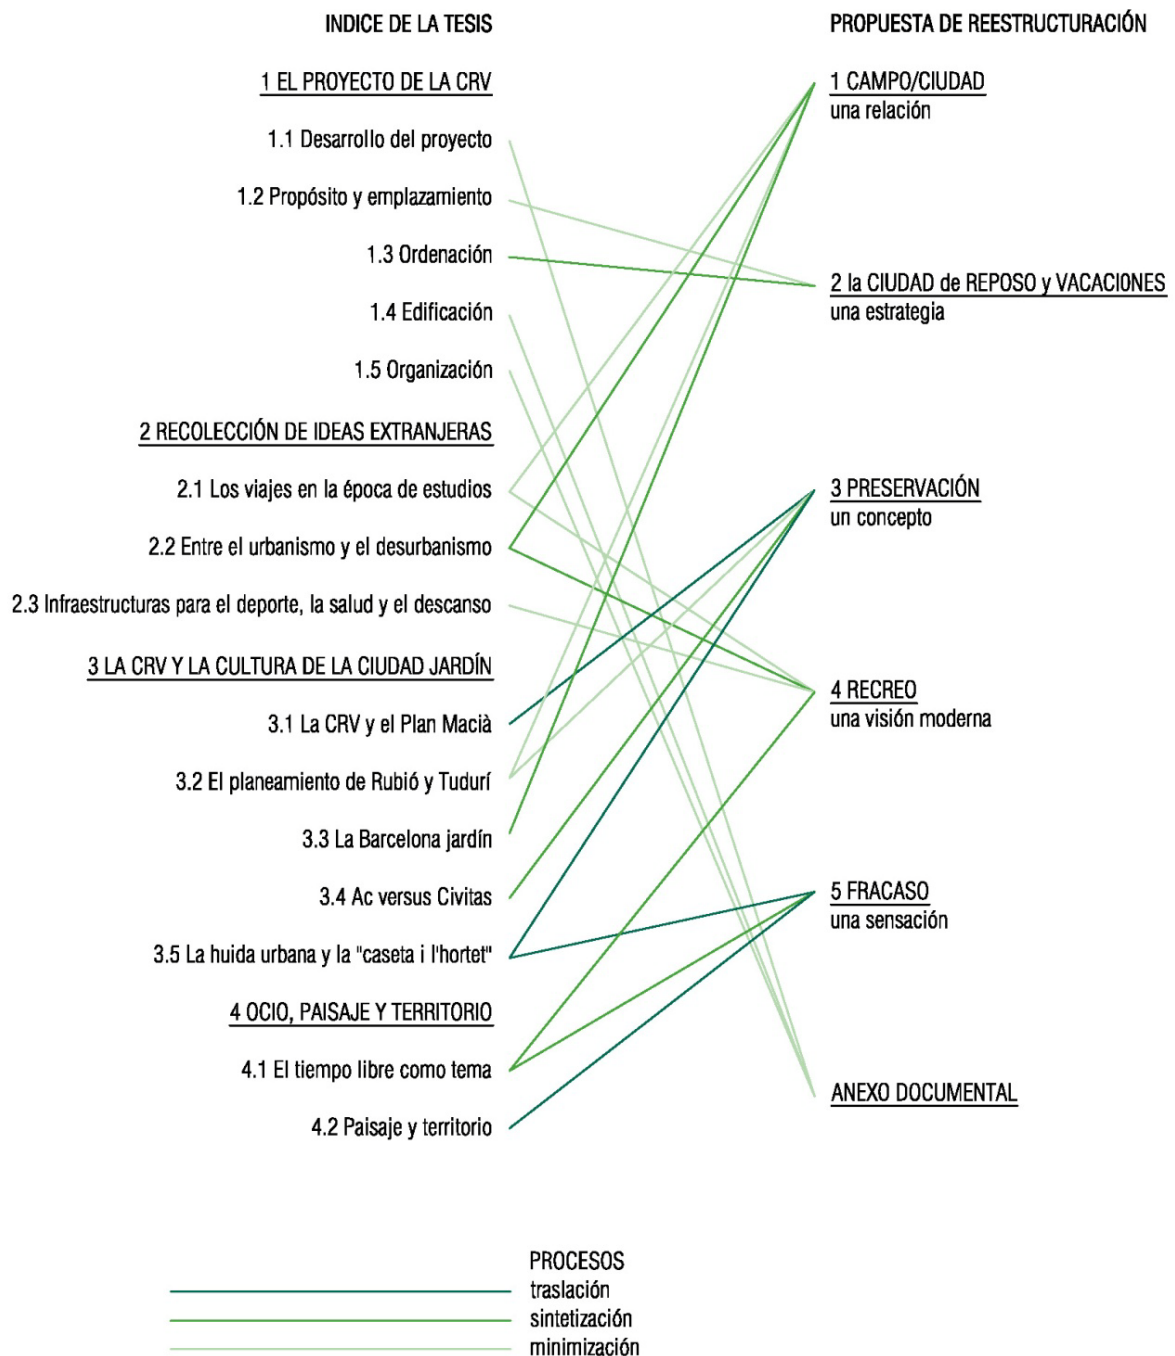 INDICE DE LA TESIS
1 EL PROYECTO DE LA CRV
1.1 Desarrollo del proyecto
1.2 Propósito y emplazamiento
1.3 Ordenación
1.4 Edificación
1.5 Organización
2 RECOLECCIÓN DE IDEAS EXTRANJERAS
2.1 Los viajes en la época de estudios
2.2 Entre el urbanismo y el desurbanismo
2.3 Infraestructuras para el deporte, la salud y el descanso
3 LA CRV Y LA CULTURA DE LA CIUDAD JARDÍN
3.1 La CRV y el Plan Macià
3.2 El planeamiento de Rubió y Tudurí
3.3 La Barcelona jardín
3.4 Ac versus Civitas
3.5 La huida urbana y la "caseta i l'hortet"
4 OCIO, PAISAJE Y TERRITORIO
4.1 El tiempo libre como tema
4.2 Paisaje y territorio
PROPUESTA DE REESTRUCTURACIÓN
1 CAMPO/CIUDAD
una relación
2 la CIUDAD de REPOSO y VACACIONES
una estrategia
3 PRESERVACIÓN
un concepto
4 RECREO
una visión moderna
5 FRACASO
una sensación
ANEXO DOCUMENTAL
PROCESOS
traslación
sintetización
minimización